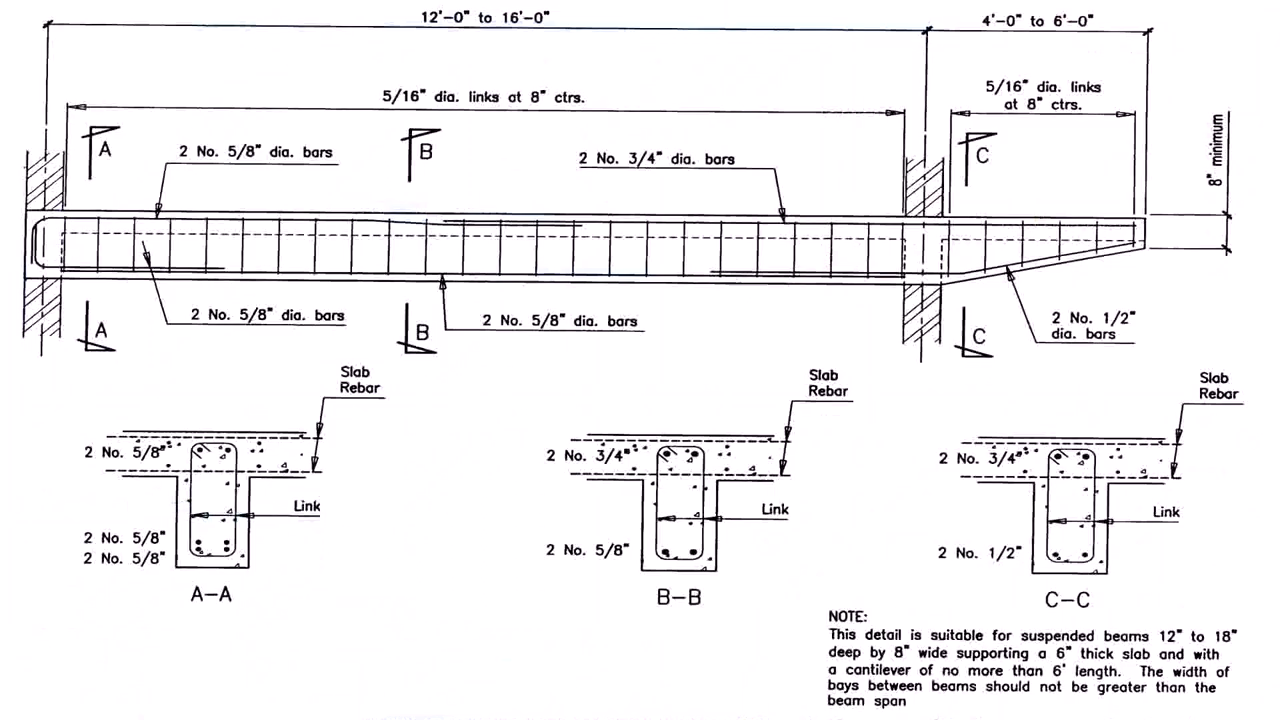 12'-0" to 16'-0"
4'-0" to 6'-0"
5/16" dia. links at 8" ctrs.
5/16" dia. links
at 8" ctrs.
8" minimum
A
B
C
2 No. 5/8" dia. bars
2 No. 3/4" dia. bars
A
B
C
2 No. 5/8" dia. bars
2 No. 5/8" dia. bars
2 No. 1/2"
dia. bars
Slab
Rebar
2 No. 5/8"
Link
2 No. 5/8"
2 No. 5/8"
A-A
Slab
Rebar
2 No. 3/4"
Link
2 No. 5/8"
B-B
Slab
Rebar
2 No. 3/4"
Link
2 No. 1/2"
C-C
NOTE:
This detail is suitable for suspended beams 12" to 18"
deep by 8" wide supporting a 6" thick slab and with
a cantilever of no more than 6' length. The width of
bays between beams should not be greater than the
beam span